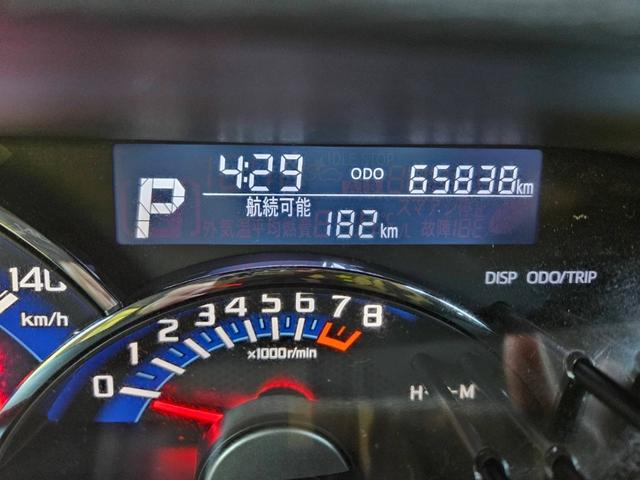 4:29 ODO 65838km
P
航続可能
182km
DISP ODO/TRIP
140
km/h
0 1 2 3 4 5 6 7 8
×1000r/min
H M